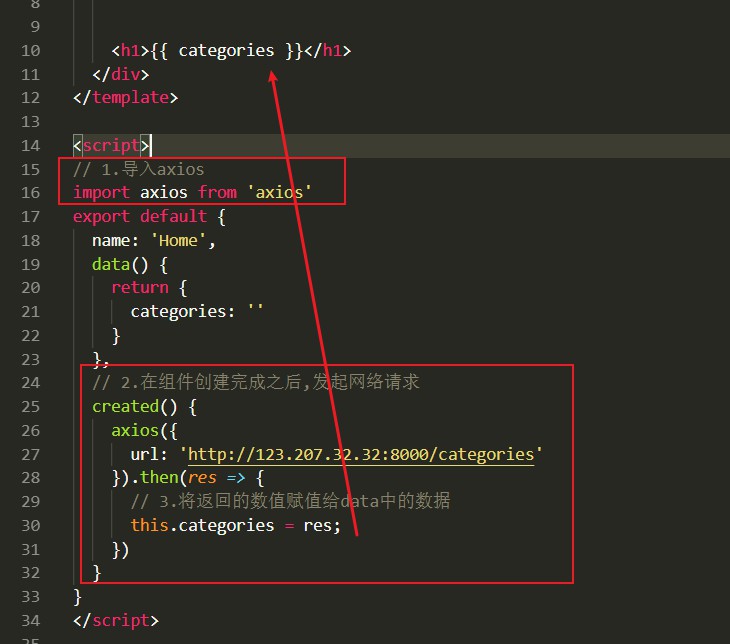 8
9
10 <h1>{{ categories }}</h1>
11 </div>
12 </template>
13
14 <script>
15 // 1.导入axios
16 import axios from 'axios'
17 export default {
18 name: 'Home',
19 data() {
20 return {
21 categories: ''
22 }
23 },
24 // 2.在组件创建完成之后,发起网络请求
25 created() {
26 axios({
27 url: 'http://123.207.32.32:8000/categories'
28 }).then(res => {
29 // 3.将返回的数值赋值给data中的数据
30 this.categories = res;
31 })
32 }
33 }
34 </script>
35